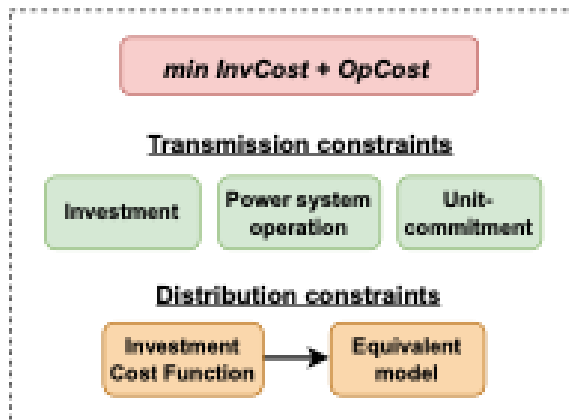 min InvCost + OpCost
Transmission constraints
Investment
Power system
operation
Unit-
commitment
Distribution constraints
Investment
Cost Function
Equivalent
model